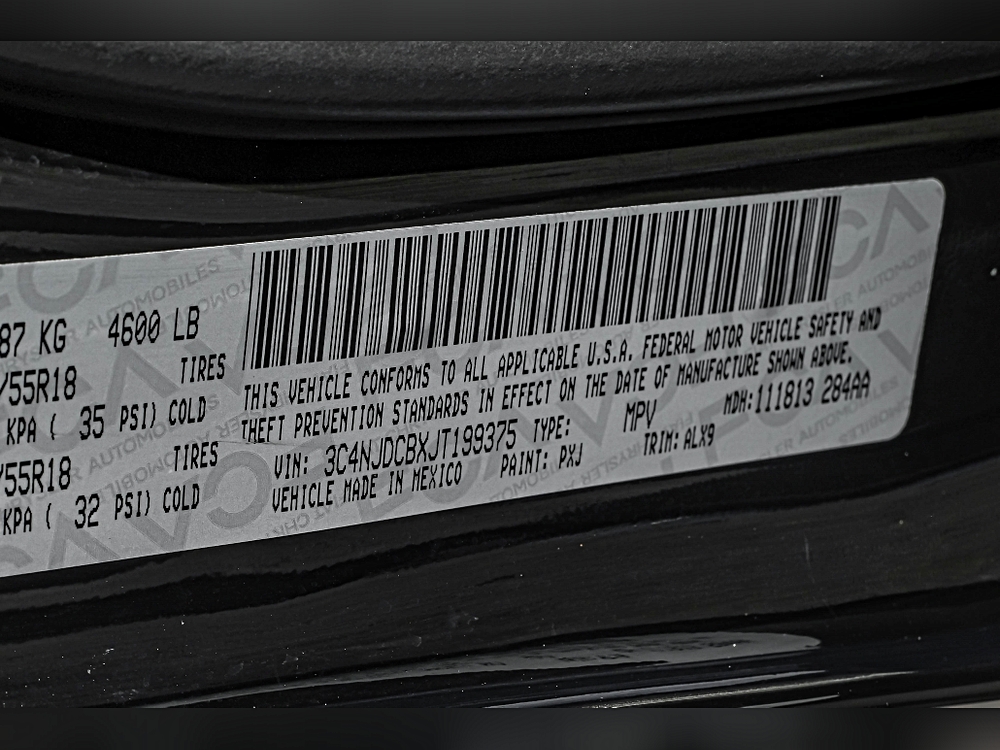 87 KG 4600 LB
/55R18 TIRES
KPA ( 35 PSI) COLD
/55R18 TIRES
KPA ( 32 PSI) COLD
THIS VEHICLE CONFORMS TO ALL APPLICABLE U.S.A. FEDERAL MOTOR VEHICLE SAFETY AND
THEFT PREVENTION STANDARDS IN EFFECT ON THE DATE OF MANUFACTURE SHOWN ABOVE.
VIN: 3C4NJDCBXJT199375 TYPE: MPV MDH:111813 284AA
VEHICLE MADE IN MEXICO PAINT: PXJ TRIM: ALX9